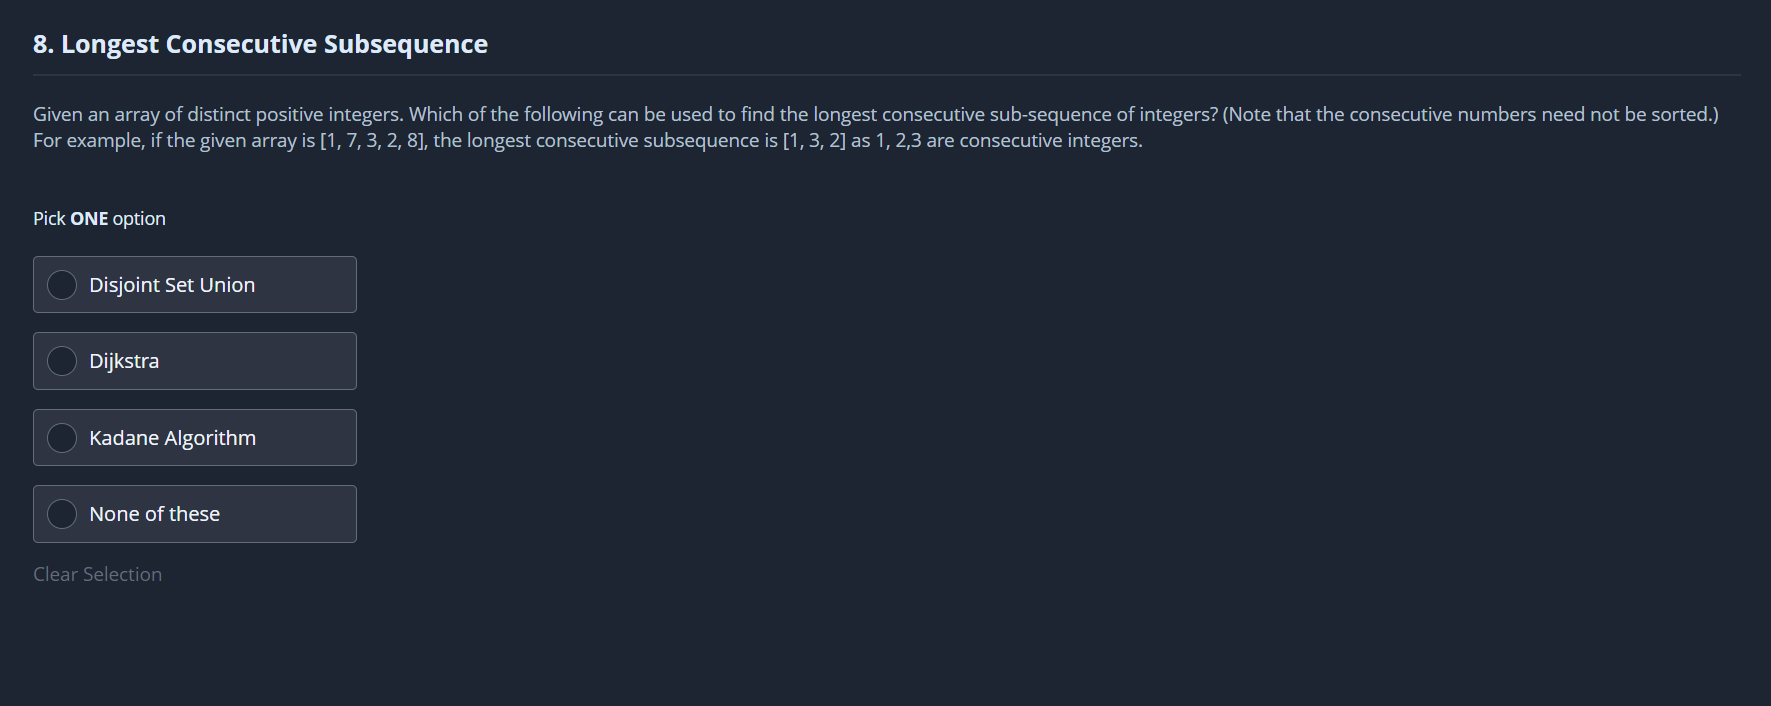 8. Longest Consecutive Subsequence
Given an array of distinct positive integers. Which of the following can be used to find the longest consecutive sub-sequence of integers? (Note that the consecutive numbers need not be sorted.)
For example, if the given array is [1, 7, 3, 2, 8], the longest consecutive subsequence is [1, 3, 2] as 1, 2,3 are consecutive integers.
Pick ONE option
Disjoint Set Union
Dijkstra
Kadane Algorithm
None of these
Clear Selection